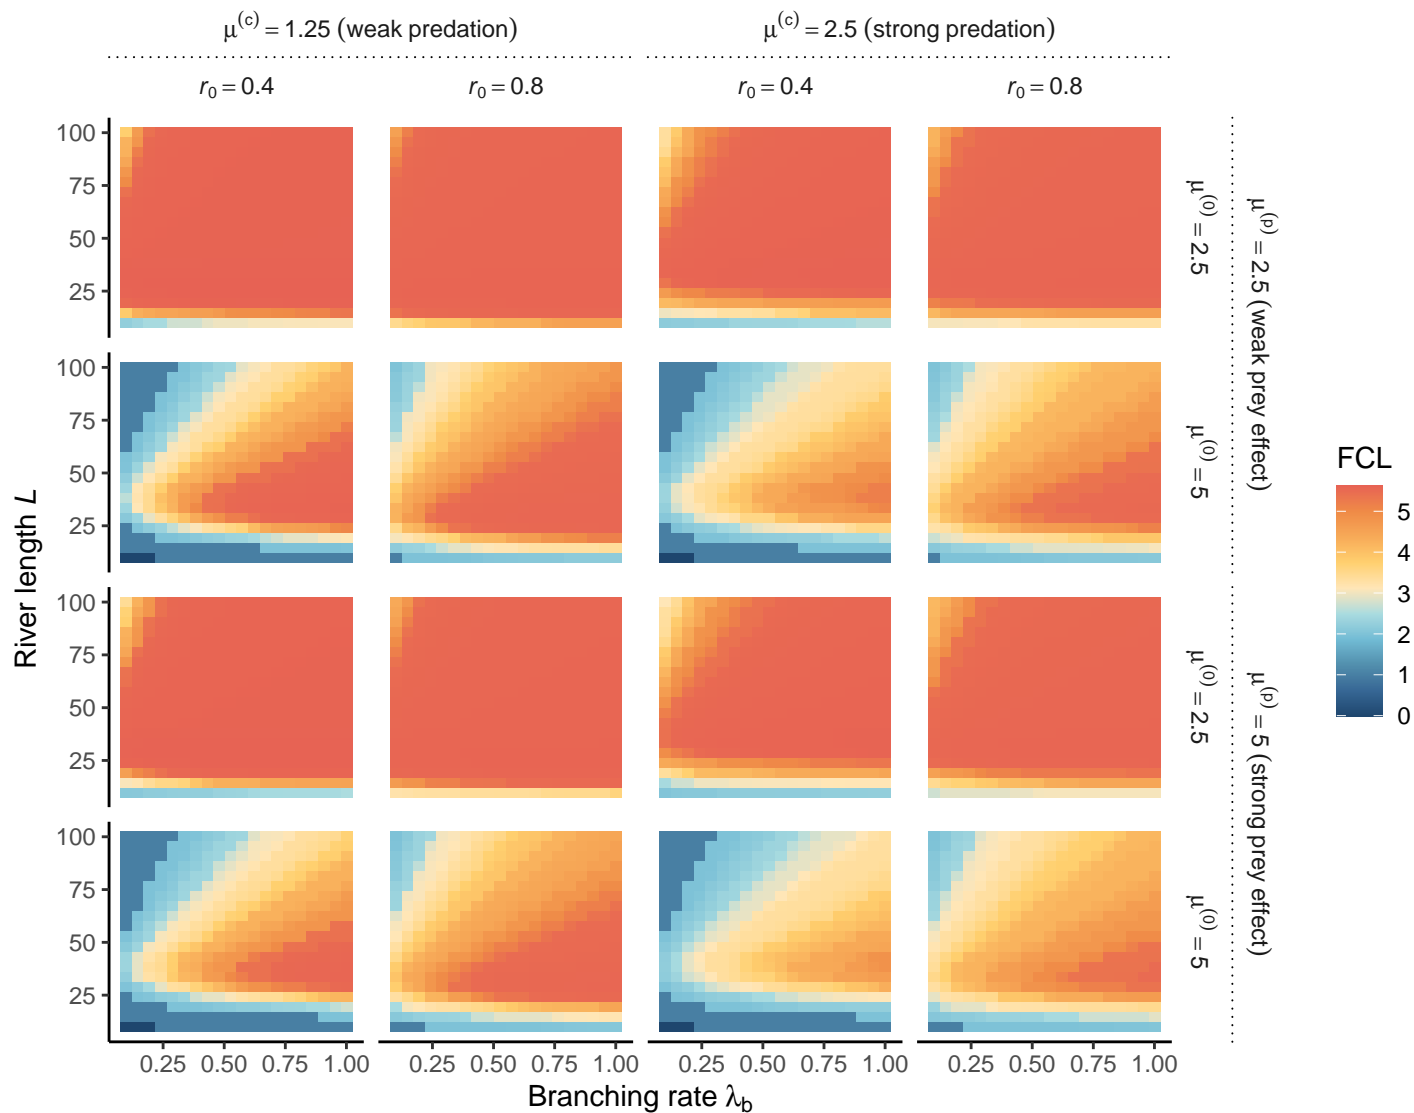 μ(c) = 1.25 (weak predation)
μ(c) = 2.5 (strong predation)
r0 = 0.4
r0 = 0.8
r0 = 0.4
r0 = 0.8
River length L
100
75
50
25
100
75
50
25
100
75
50
25
100
75
50
25
μ(0) = 2.5
μ(0) = 5
μ(0) = 2.5
μ(0) = 5
μ(p) = 2.5 (weak prey effect)
μ(p) = 5 (strong prey effect)
0.25 0.50 0.75 1.00
0.25 0.50 0.75 1.00
0.25 0.50 0.75 1.00
0.25 0.50 0.75 1.00
Branching rate λb
FCL
5
4
3
2
1
0